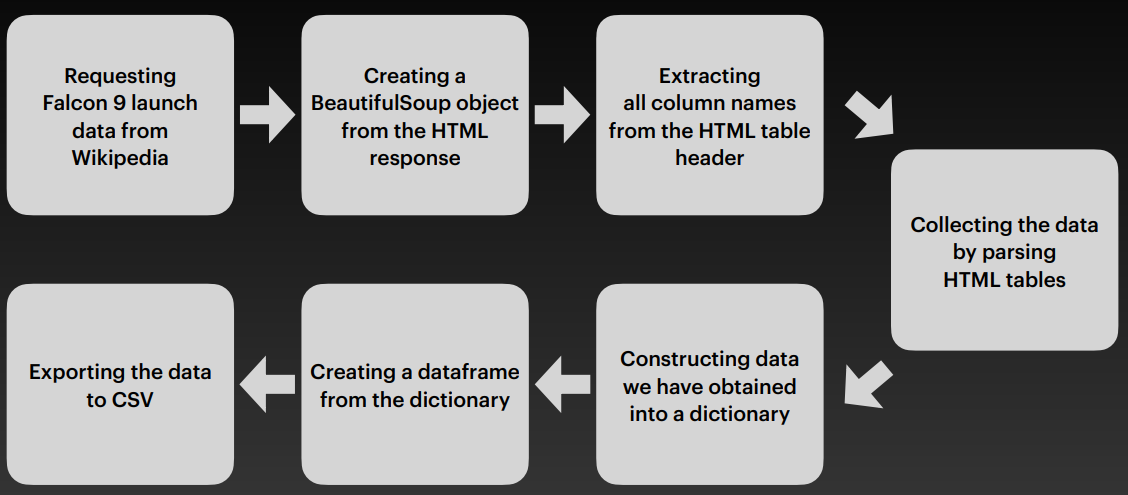 Requesting
Falcon 9 launch
data from
Wikipedia
Creating a
BeautifulSoup object
from the HTML
response
Extracting
all column names
from the HTML table
header
Collecting the data
by parsing
HTML tables
Constructing data
we have obtained
into a dictionary
Creating a dataframe
from the dictionary
Exporting the data
to CSV